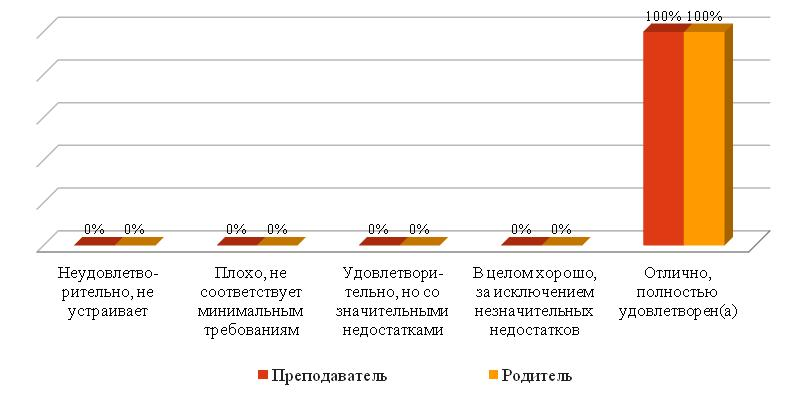 100% 100%
0% 0% 0% 0% 0% 0% 0% 0%
Неудовлетво-
рительно, не
устраивает
Плохо, не
соответствует
минимальным
требованиям
Удовлетвори-
тельно, но со
значительными
недостатками
В целом хорошо,
за исключением
незначительных
недостатков
Отлично,
полностью
удовлетворен(а)
Преподаватель Родитель